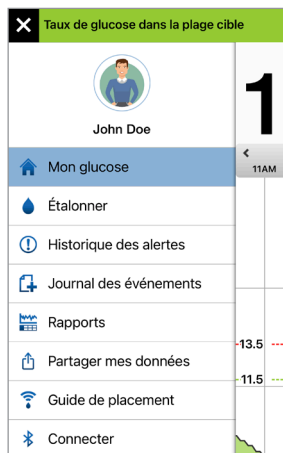 Taux de glucose dans la plage cible
John Doe
1
11AM
Mon glucose
Étalonner
Historique des alertes
Journal des événements
Rapports
Partager mes données
Guide de placement
Connecter
13.5
11.5